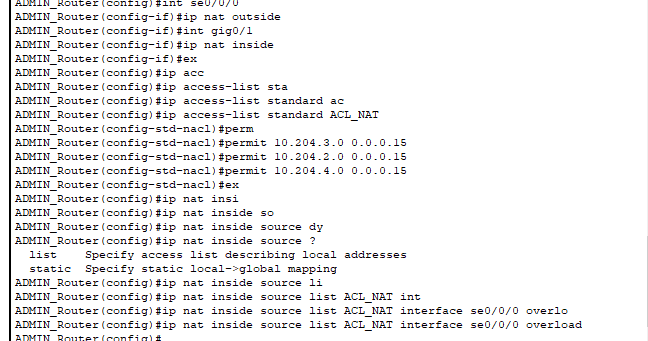 ADMIN_Router(config)#int se0/0/0
ADMIN_Router(config-if)#ip nat outside
ADMIN_Router(config-if)#int gig0/1
ADMIN_Router(config-if)#ip nat inside
ADMIN_Router(config-if)#ex
ADMIN_Router(config)#ip acc
ADMIN_Router(config)#ip access-list sta
ADMIN_Router(config)#ip access-list standard ac
ADMIN_Router(config)#ip access-list standard ACL_NAT
ADMIN_Router(config-std-nacl)#perm
ADMIN_Router(config-std-nacl)#permit 10.204.3.0 0.0.0.15
ADMIN_Router(config-std-nacl)#permit 10.204.2.0 0.0.0.15
ADMIN_Router(config-std-nacl)#permit 10.204.4.0 0.0.0.15
ADMIN_Router(config-std-nacl)#ex
ADMIN_Router(config)#ip nat insi
ADMIN_Router(config)#ip nat inside so
ADMIN_Router(config)#ip nat inside source dy
ADMIN_Router(config)#ip nat inside source ?
list Specify access list describing local addresses
static Specify static local->global mapping
ADMIN_Router(config)#ip nat inside source li
ADMIN_Router(config)#ip nat inside source list ACL_NAT int
ADMIN_Router(config)#ip nat inside source list ACL_NAT interface se0/0/0 overlo
ADMIN_Router(config)#ip nat inside source list ACL_NAT interface se0/0/0 overload
ADMIN_Router(config)#